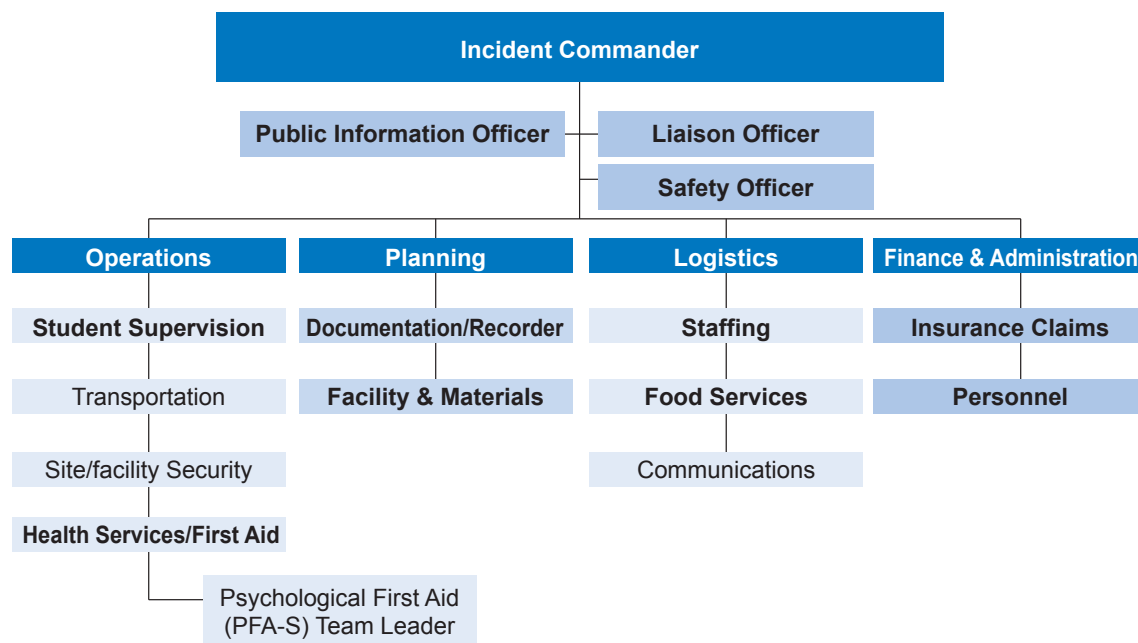 Incident Commander
Public Information Officer
Liaison Officer
Safety Officer
Operations
Planning
Logistics
Finance & Administration
Student Supervision
Documentation/Recorder
Staffing
Insurance Claims
Transportation
Facility & Materials
Food Services
Personnel
Site/facility Security
Communications
Health Services/First Aid
Psychological First Aid
(PFA-S) Team Leader